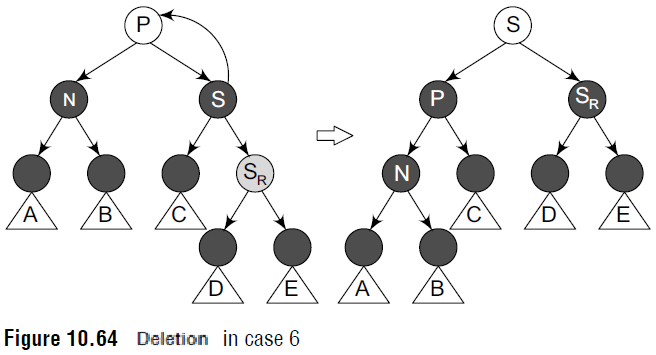 P S
N S P SR
SR N
A B C C D E
D E A B
Figure 10.64 Deletion in case 6